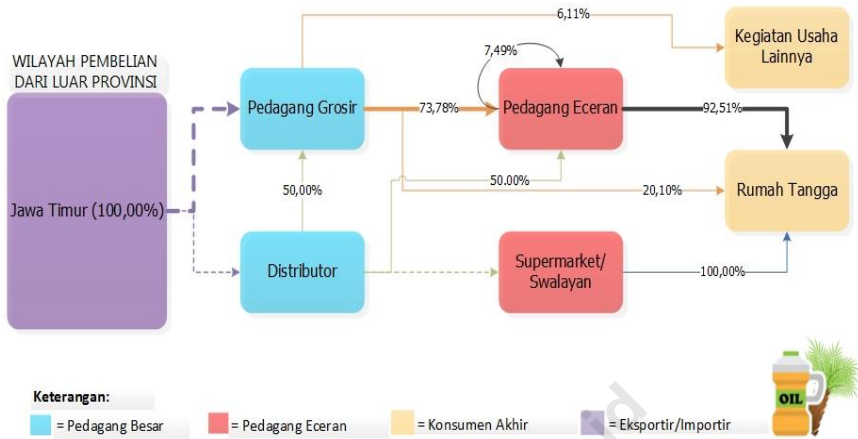 6,11%
Kegiatan Usaha
Lainnya
WILAYAH PEMBELIAN
DARI LUAR PROVINSI
7,49%
Pedagang Grosir
73,78%
Pedagang Eceran
92,51%
Jawa Timur (100,00%)
50,00%
50.00%
20,10%
Rumah Tangga
Distributor
Supermarket/
Swalayan
100,00%
OIL
Keterangan:
= Pedagang Besar
= Pedagang Eceran
= Konsumen Akhir
= Eksportir/Importir
id